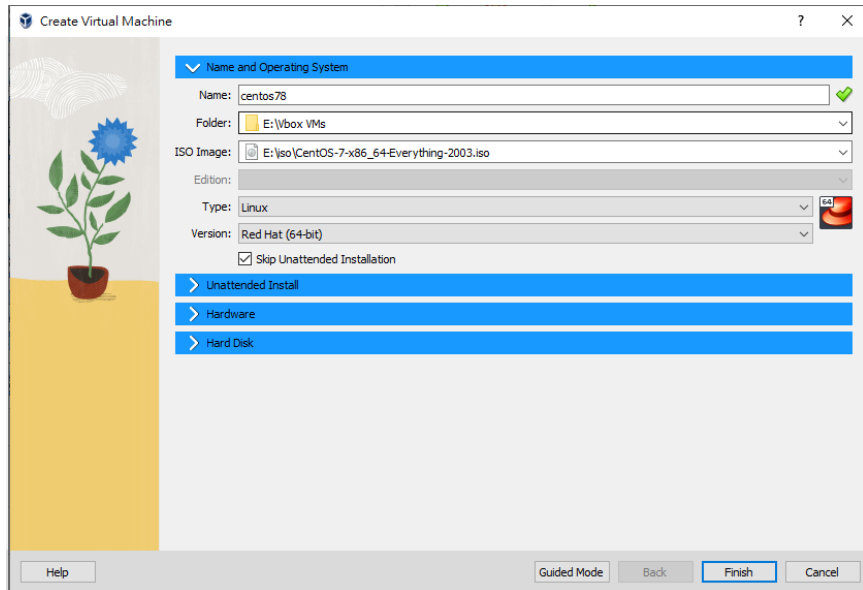 Create Virtual Machine
?
Name and Operating System
Name: centos78
Folder: E:\Vbox VMs
ISO Image: E:\iso\CentOS-7-x86_64-Everything-2003.iso
Edition:
Type: Linux
64
Version: Red Hat (64-bit)
Skip Unattended Installation
Unattended Install
Hardware
Hard Disk
Help Guided Mode Back Finish Cancel